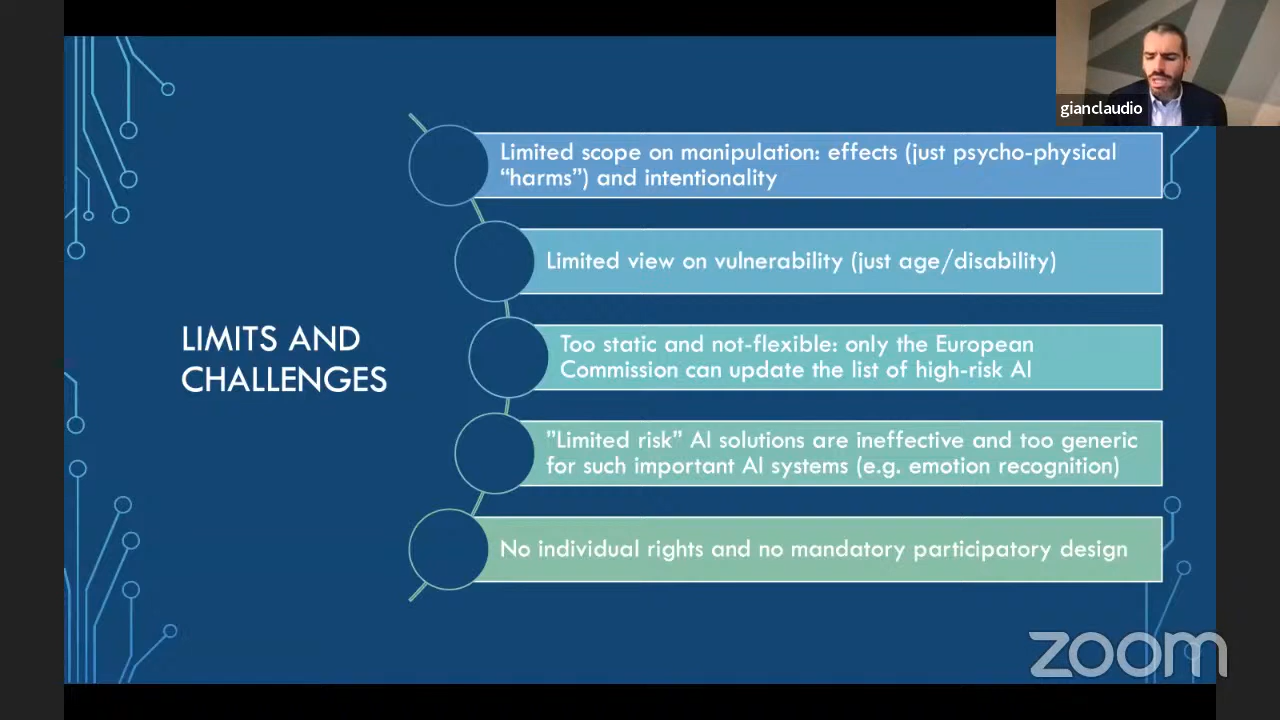 gianclaudio
Limited scope on manipulation: effects (just psycho-physical
“harms”) and intentionality
Limited view on vulnerability (just age/disability)
LIMITS AND
CHALLENGES
Too static and not-flexible: only the European
Commission can update the list of high-risk AI
”Limited risk” AI solutions are ineffective and too generic
for such important AI systems (e.g. emotion recognition)
No individual rights and no mandatory participatory design
zoom